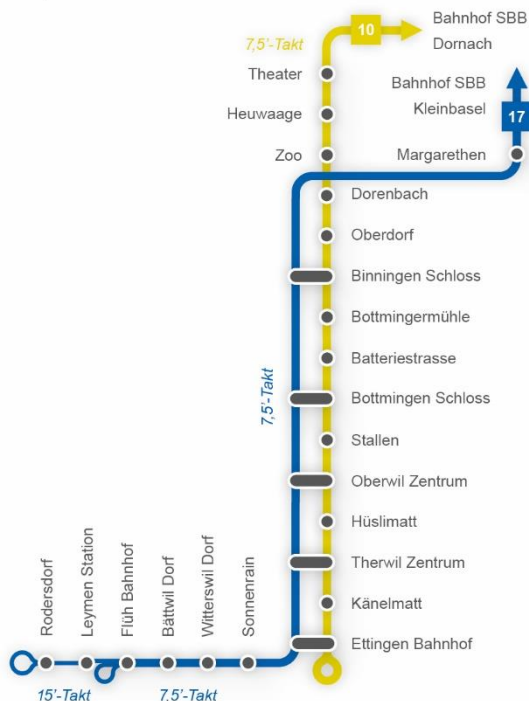 10
Bahnhof SBB
Dornach
7,5'-Takt
Theater
Bahnhof SBB
Kleinbasel
17
Heuwaage
Zoo
Margarethen
Dorenbach
Oberdorf
Binningen Schloss
Bottmingermühle
Batteriestrasse
7,5'-Takt
Bottmingen Schloss
Stallen
Oberwil Zentrum
Hüslimatt
Therwil Zentrum
Känelmatt
Ettingen Bahnhof
Rodersdorf
Leymen Station
Flüh Bahnhof
Bättwil Dorf
Witterswil Dorf
Sonnenrain
15'-Takt
7,5'-Takt